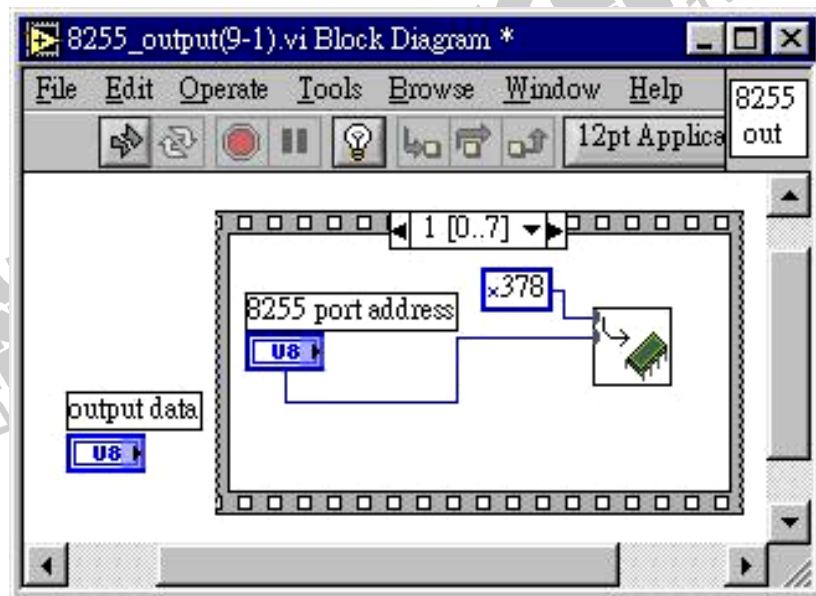 8255_output(9-1).vi Block Diagram *
File Edit Operate Tools Browse Window Help
8255
out
12pt Applica
1 [0..7]
8255 port address
x378
U8
output data
U8